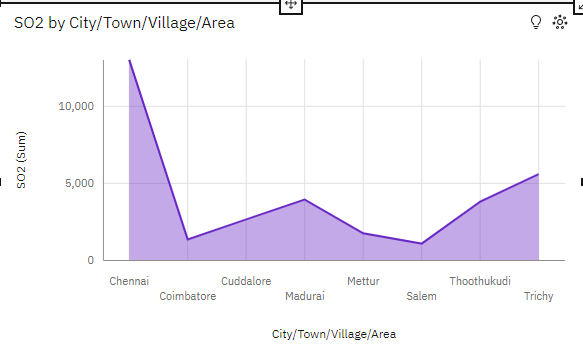 SO2 by City/Town/Village/Area
10,000
5,000
0
SO2 (Sum)
Chennai
Coimbatore
Cuddalore
Madurai
Mettur
Salem
Thoothukudi
Trichy
City/Town/Village/Area